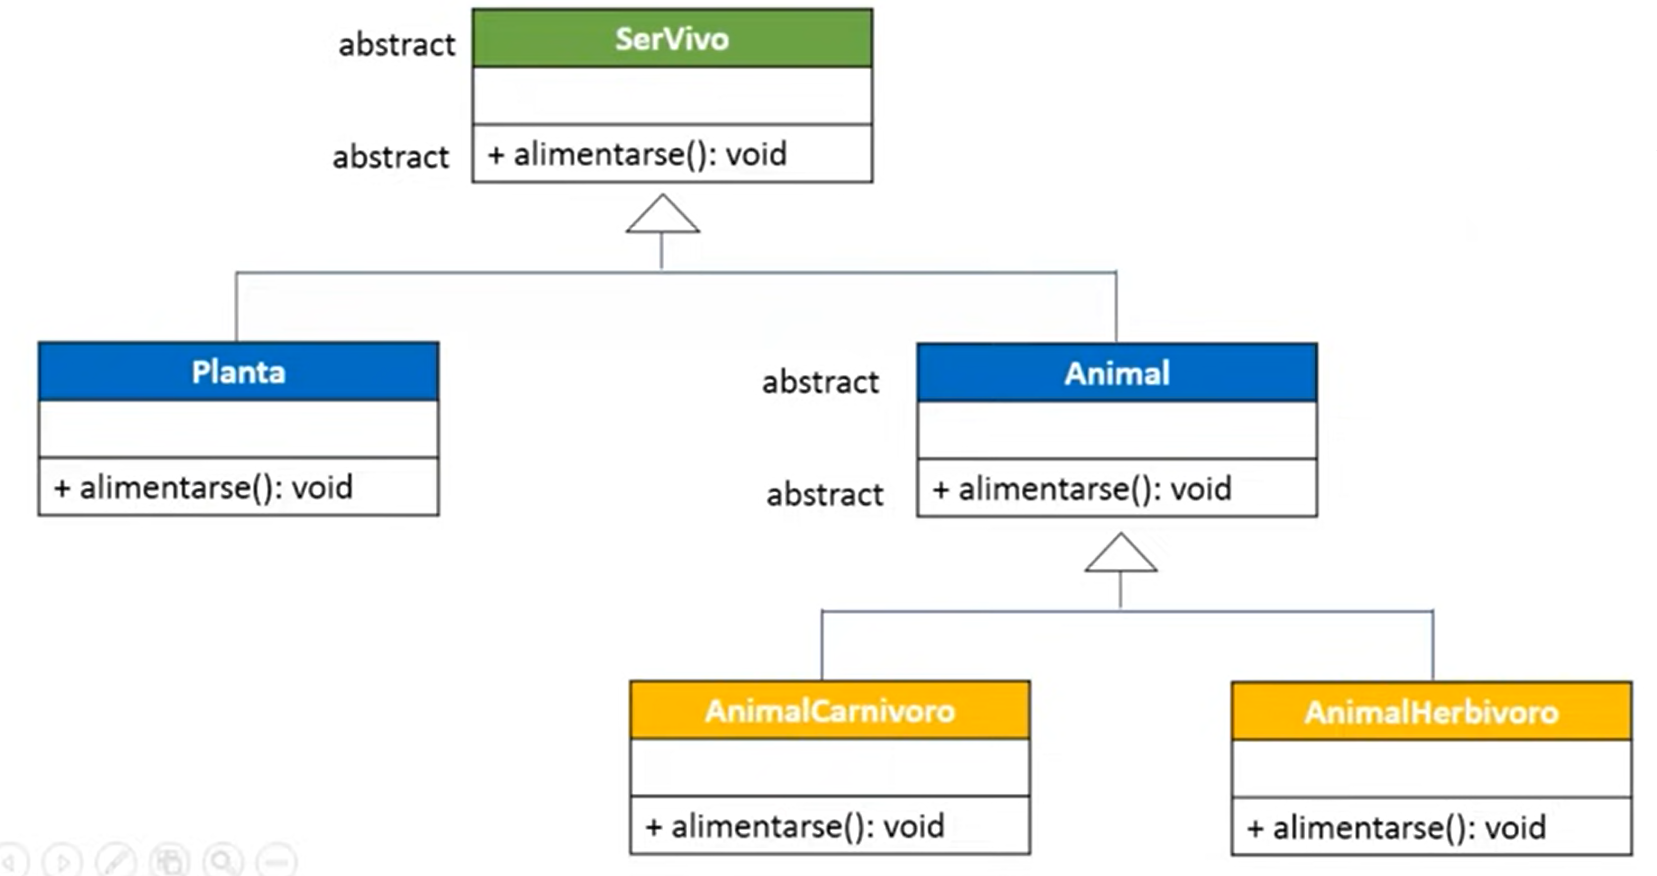 abstract
SerVivo
abstract
+ alimentarse(): void
Planta
+ alimentarse(): void
abstract
Animal
abstract
+ alimentarse(): void
AnimalCarnivoro
+ alimentarse(): void
AnimalHerbivoro
+ alimentarse(): void